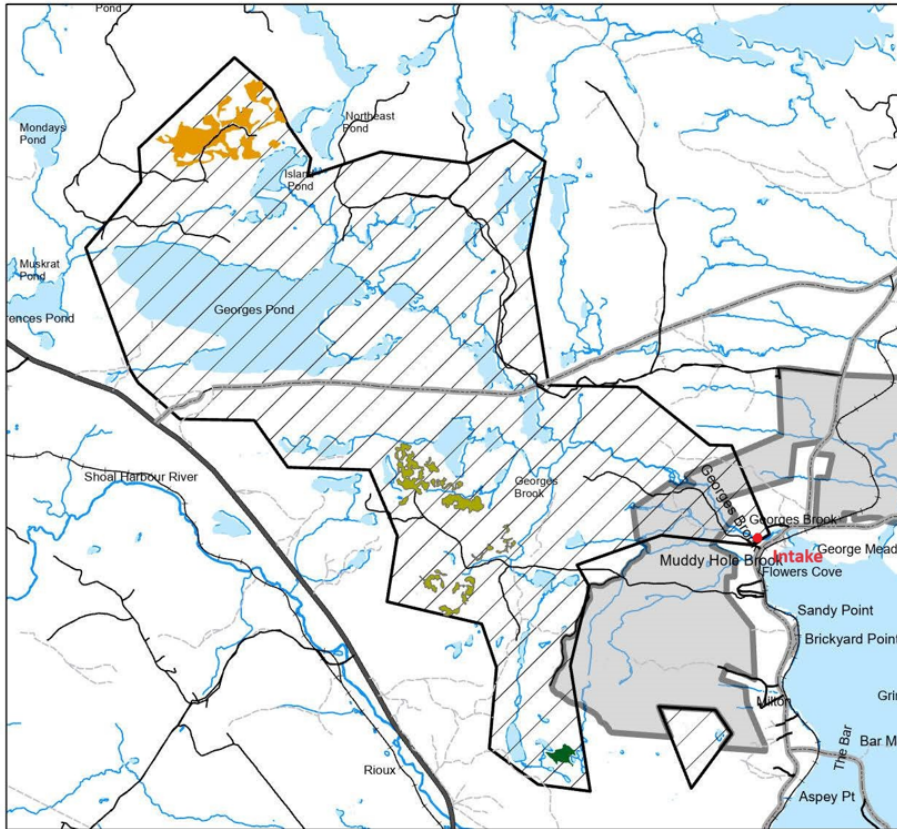 Pond
Mondays
Pond
Northeast
Pond
Island
Pond
Muskrat
Pond
rences Pond
Georges Pond
Shoal Harbour River
Georges
Brook
Georges Brook
Georges Brook
Intake
George Mead
Muddy Hole Brook
Flowers Cove
Sandy Point
Brickyard Point
Milton
Grin
The Bar
Bar M
Rioux
Aspey Pt